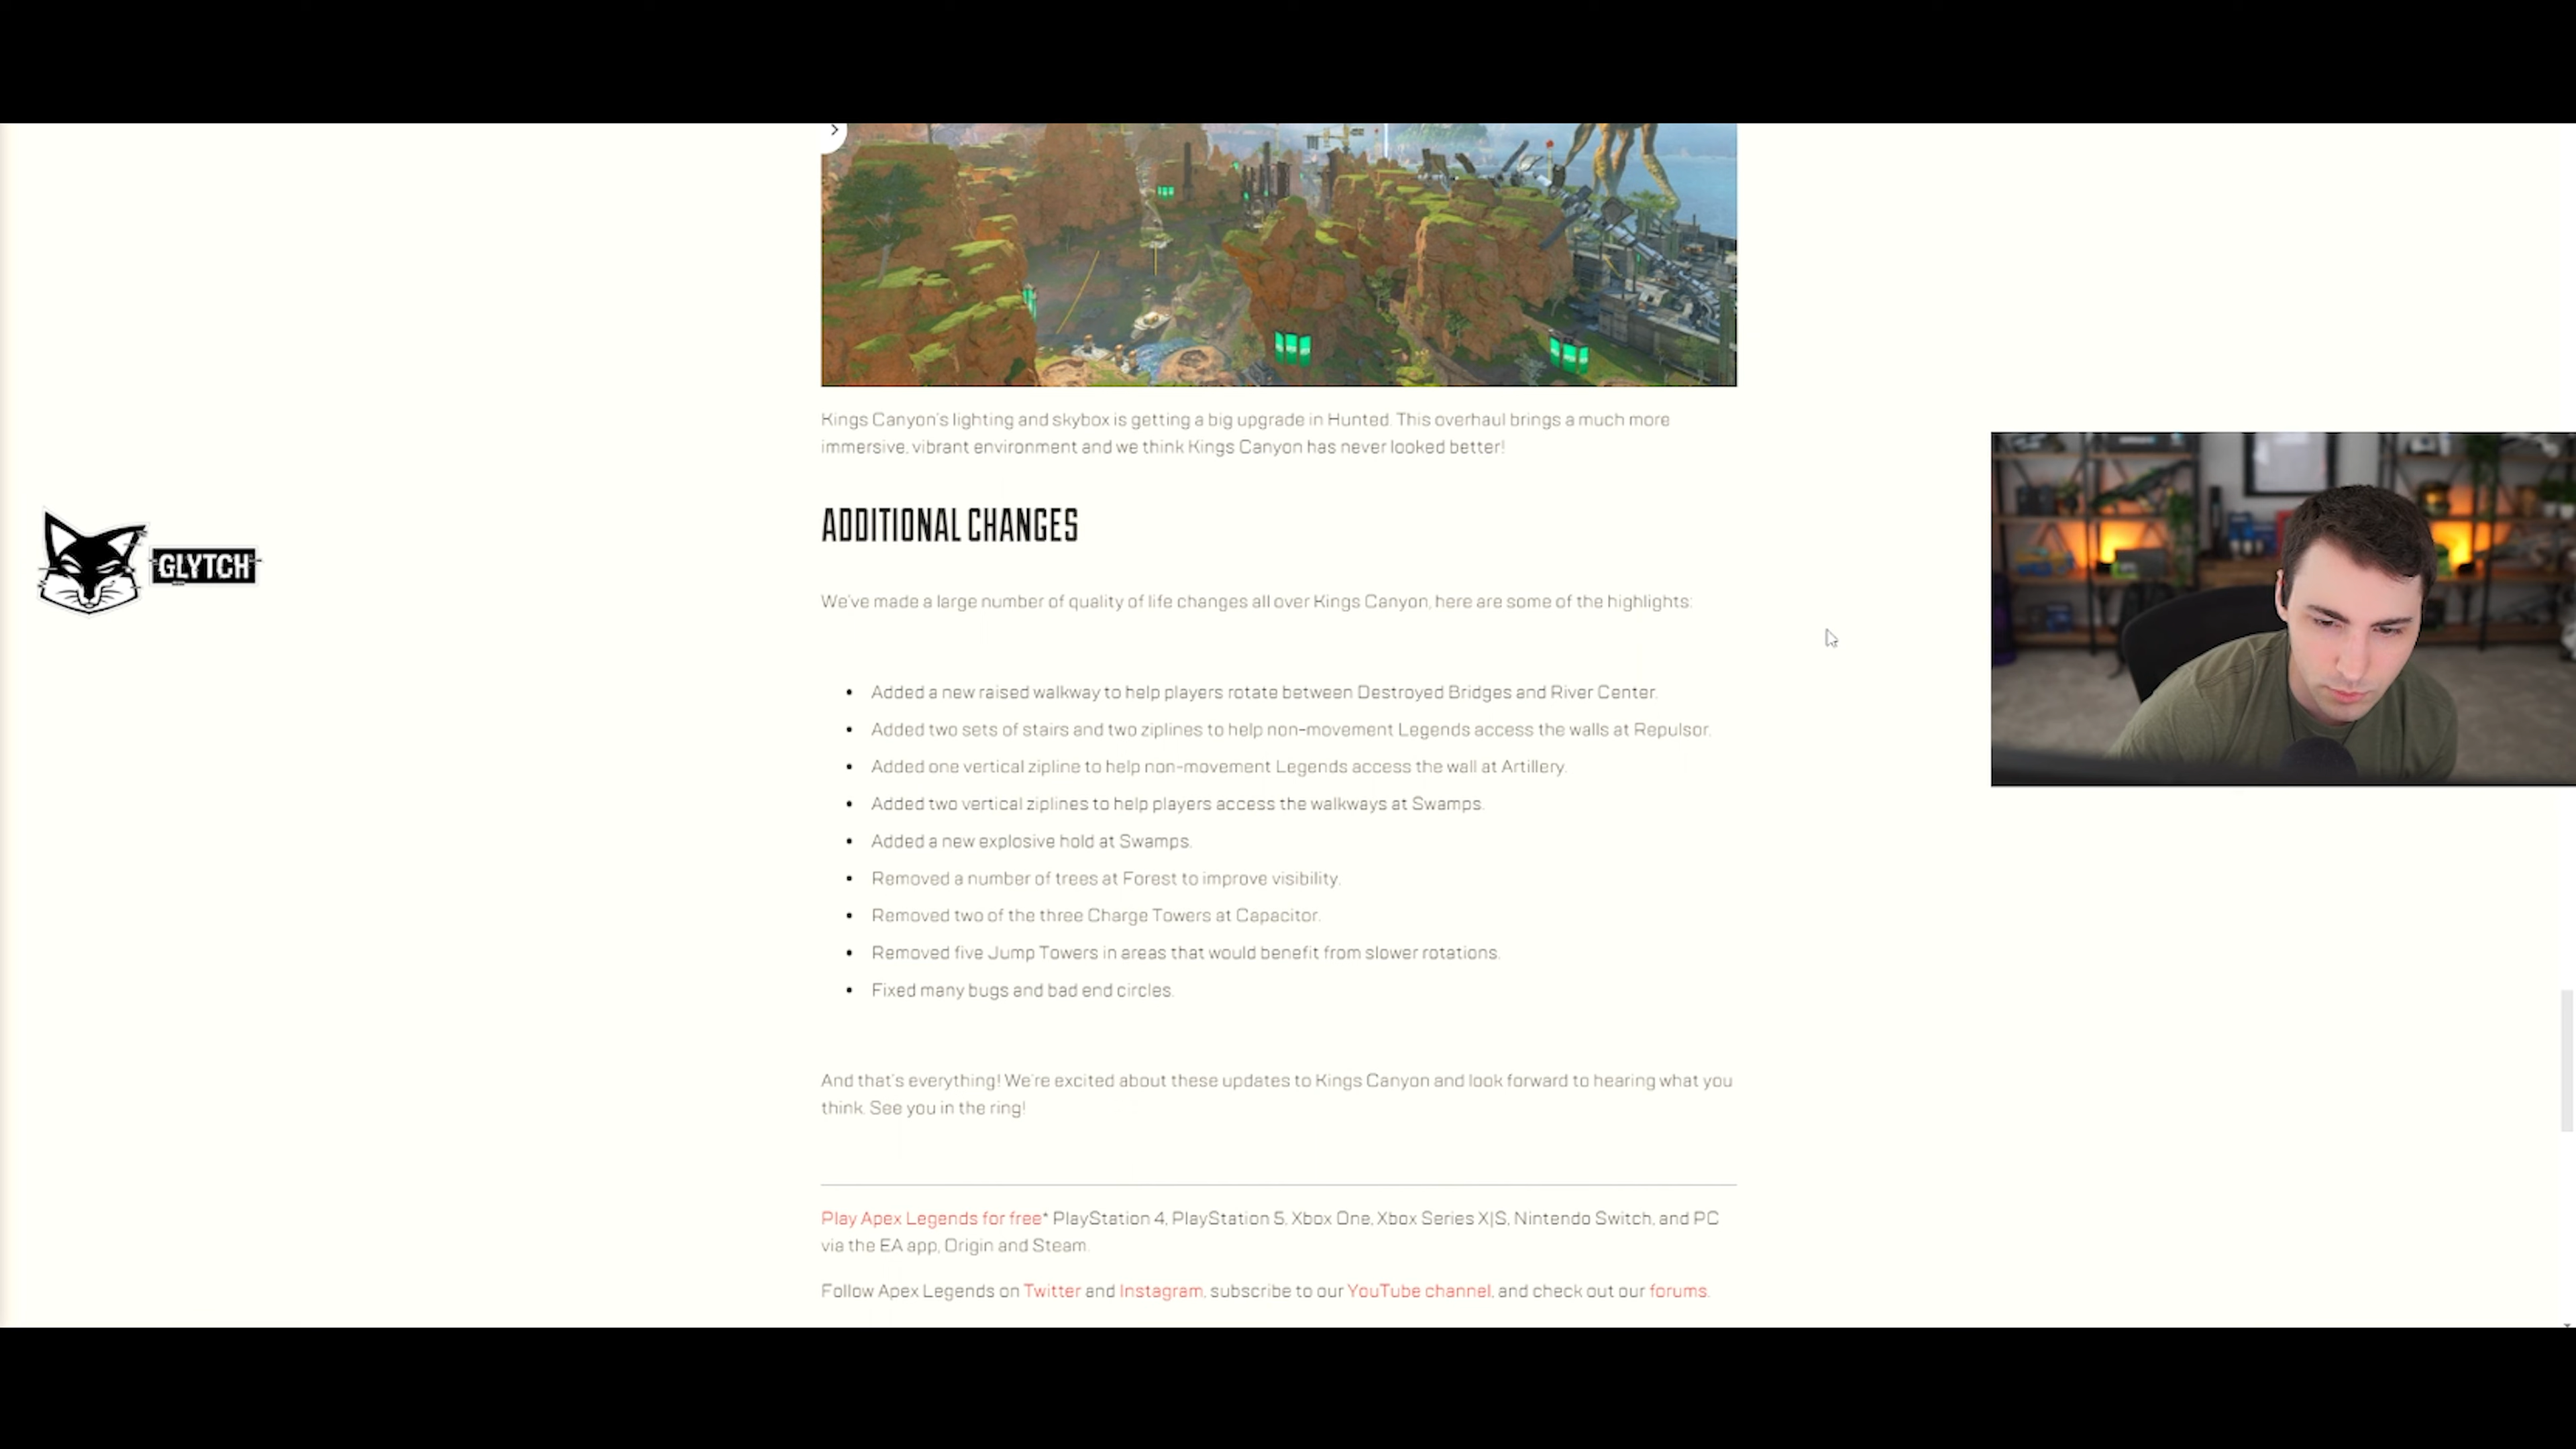 Kings Canyon's lighting and skybox is getting a big upgrade in Hunted. This overhaul brings a much more
immersive, vibrant environment and we think Kings Canyon has never looked better!
GLYTCH
ADDITIONAL CHANGES
We've made a large number of quality of life changes all over Kings Canyon, here are some of the highlights:
• Added a new raised walkway to help players rotate between Destroyed Bridges and River Center.
• Added two sets of stairs and two ziplines to help non-movement Legends access the walls at Repulsor.
• Added one vertical zipline to help non-movement Legends access the wall at Artillery.
• Added two vertical ziplines to help players access the walkways at Swamps.
• Added a new explosive hold at Swamps.
• Removed a number of trees at Forest to improve visibility.
• Removed two of the three Charge Towers at Capacitor.
• Removed five Jump Towers in areas that would benefit from slower rotations.
• Fixed many bugs and bad end circles.
And that's everything! We're excited about these updates to Kings Canyon and look forward to hearing what you
think. See you in the ring!
Play Apex Legends for free* PlayStation 4, PlayStation 5, Xbox One, Xbox Series X|S, Nintendo Switch, and PC
via the EA app, Origin and Steam.
Follow Apex Legends on Twitter and Instagram, subscribe to our YouTube channel, and check out our forums.